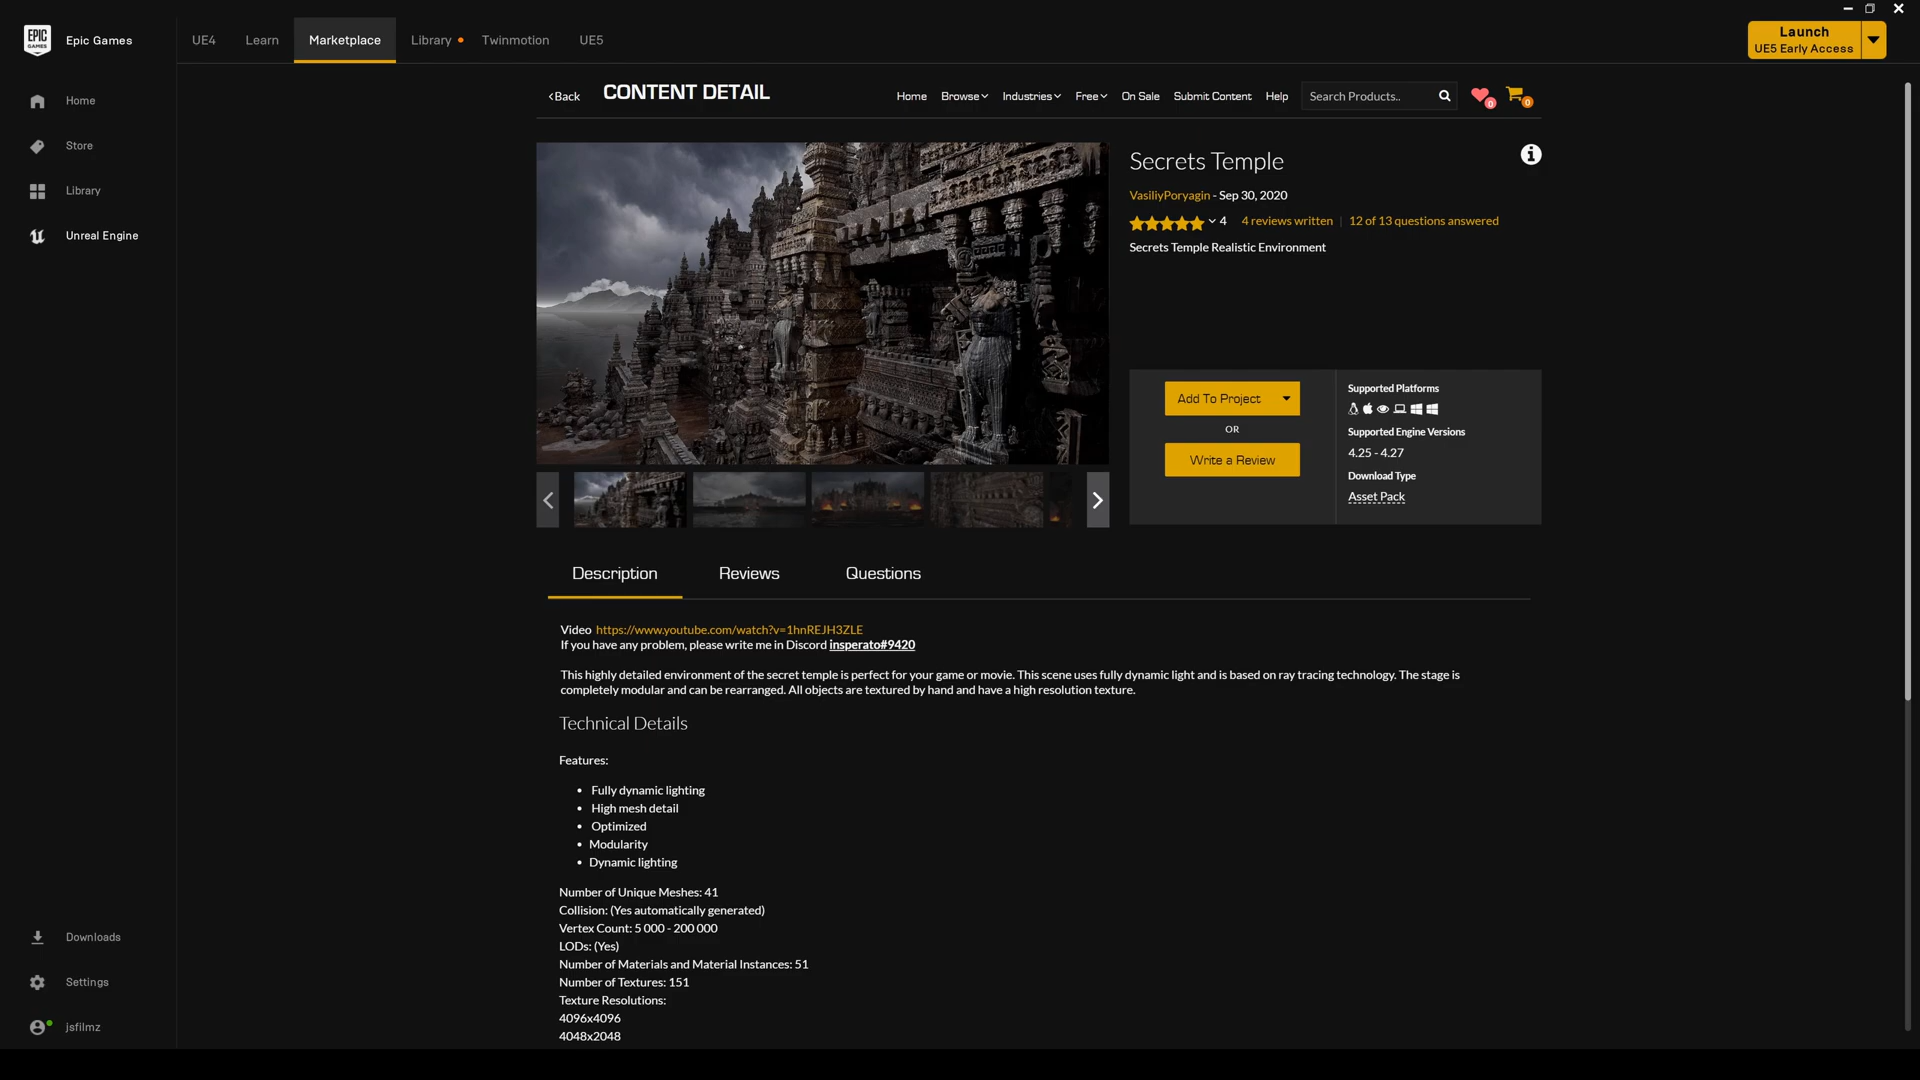 EPIC GAMES
Epic Games
UE4
Learn
Marketplace
Library
Twinmotion
UE5
Launch
UE5 Early Access
Home
Store
Library
Unreal Engine
Back
CONTENT DETAIL
Home
Browse
Industries
Free
On Sale
Submit Content
Help
Search Products..
0
0
Secrets Temple
VasiliyPoryagin - Sep 30, 2020
4
4 reviews written
12 of 13 questions answered
Secrets Temple Realistic Environment
Add To Project
OR
Write a Review
Supported Platforms
Supported Engine Versions
4.25 - 4.27
Download Type
Asset Pack
Description
Reviews
Questions
Video https://www.youtube.com/watch?v=1hnREJH3ZLE
If you have any problem, please write me in Discord insperato#9420
This highly detailed environment of the secret temple is perfect for your game or movie. This scene uses fully dynamic light and is based on ray tracing technology. The stage is
completely modular and can be rearranged. All objects are textured by hand and have a high resolution texture.
Technical Details
Features:
• Fully dynamic lighting
• High mesh detail
• Optimized
• Modularity
• Dynamic lighting
Number of Unique Meshes: 41
Collision: (Yes automatically generated)
Vertex Count: 5 000 - 200 000
LODs: (Yes)
Number of Materials and Material Instances: 51
Number of Textures: 151
Texture Resolutions:
4096x4096
4048x2048
Downloads
Settings
jsfilmz